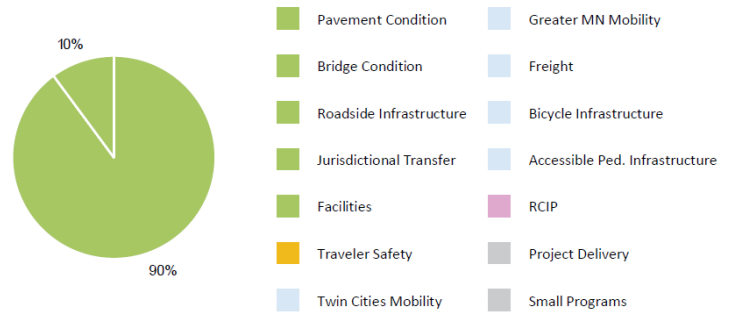 10%
90%
Pavement Condition
Bridge Condition
Roadside Infrastructure
Jurisdictional Transfer
Facilities
Traveler Safety
Twin Cities Mobility
Greater MN Mobility
Freight
Bicycle Infrastructure
Accessible Ped. Infrastructure
RCIP
Project Delivery
Small Programs